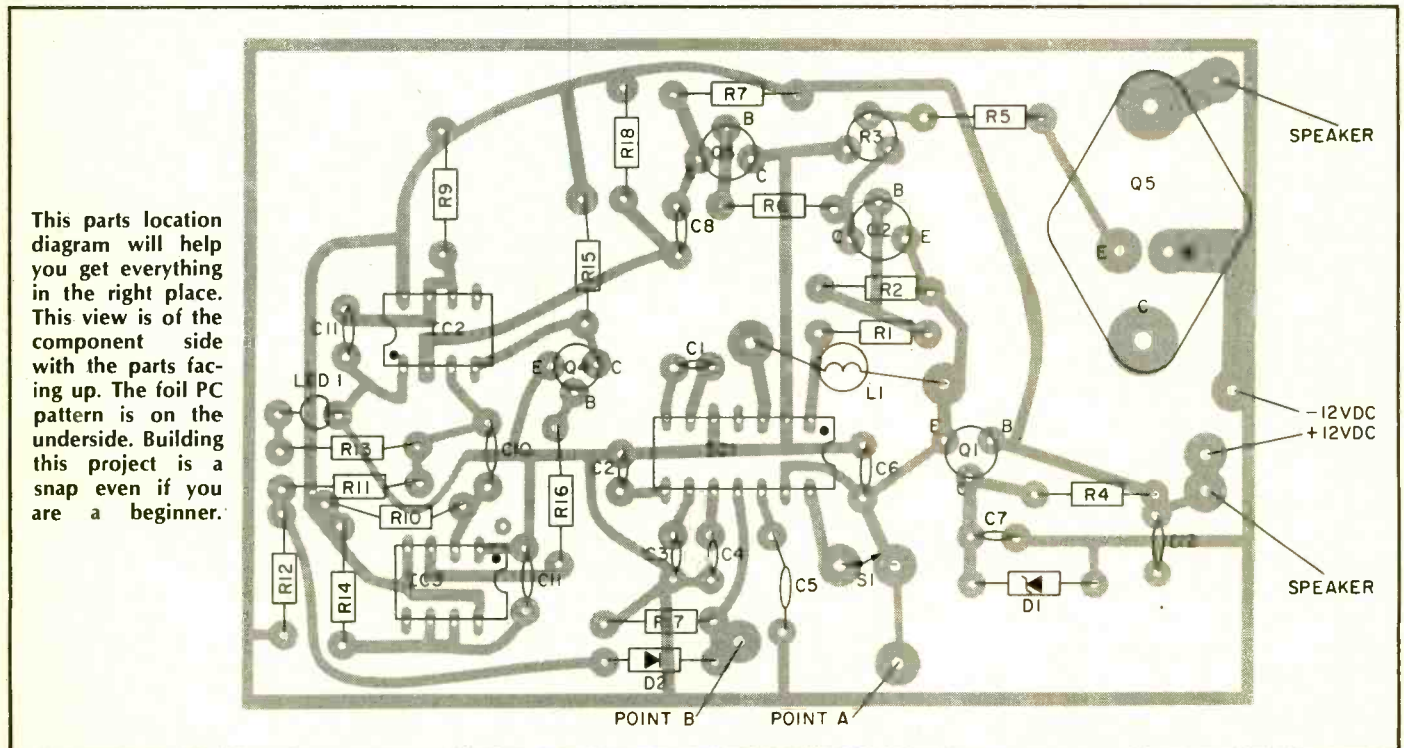 This parts location
diagram will help
you get everything
in the right place.
This view is of the
component side
with the parts fac-
ing up. The foil PC
pattern is on the
underside. Building
this project is a
snap even if you
are a beginner.
R7
B
R18
Q3
C
R3
R5
SPEAKER
R9
Q5
B
R6
C8
C
Q2
E
E
R15
R2
C11
IC2
R1
C
C1
E
Q4
C
B
L1
LED 1
−12VDC
+12VDC
R13
C10
C2
IC1
C6
E
Q1
B
C
R11
R16
R4
R10
C7
C12
IC3
C11
C3
C4
C5
S1
SPEAKER
R12
R14
D1
R17
D2
POINT B
POINT A